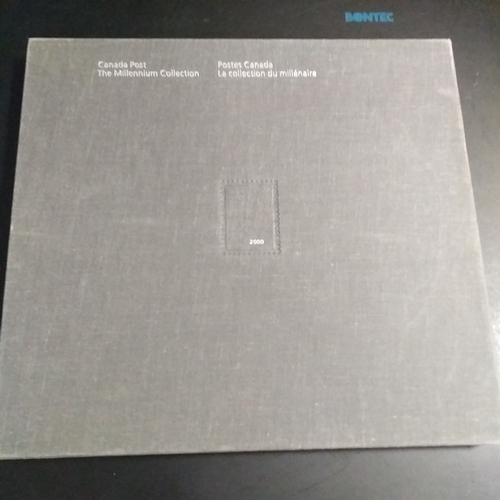 BONTEC
Canada Post
The Millennium Collection
Postes Canada
La collection du millénaire
2000